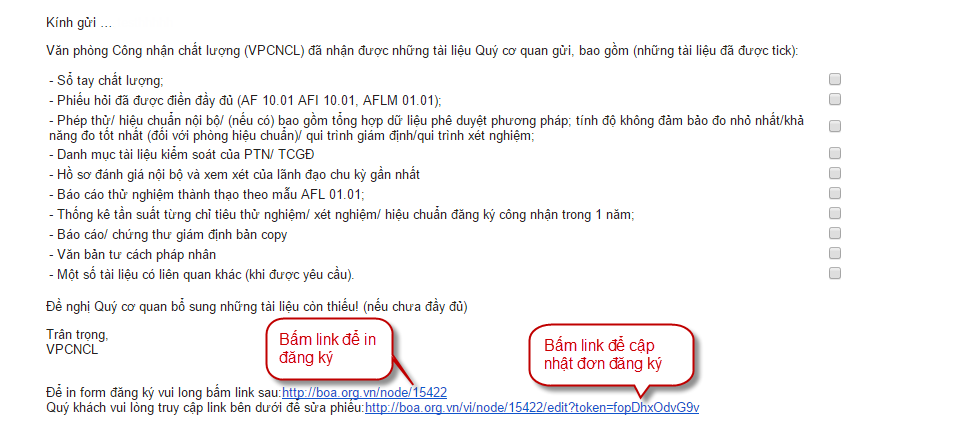 Kính gửi ...
Văn phòng Công nhận chất lượng (VPCNCL) đã nhận được những tài liệu Quý cơ quan gửi, bao gồm (những tài liệu đã được tick):
- Sổ tay chất lượng;
- Phiếu hỏi đã được điền đầy đủ (AF 10.01 AFI 10.01, AFLM 01.01);
- Phép thử/ hiệu chuẩn nội bộ/ (nếu có) bao gồm tổng hợp dữ liệu phê duyệt phương pháp; tính độ không đảm bảo đo nhỏ nhất/khả
năng đo tốt nhất (đối với phòng hiệu chuẩn)/ qui trình giám định/qui trình xét nghiệm;
- Danh mục tài liệu kiểm soát của PTN/ TCGĐ
- Hồ sơ đánh giá nội bộ và xem xét của lãnh đạo chu kỳ gần nhất
- Báo cáo thử nghiệm thành thạo theo mẫu AFL 01.01;
- Thống kê tần suất từng chỉ tiêu thử nghiệm/ xét nghiệm/ hiệu chuẩn đăng ký công nhận trong 1 năm;
- Báo cáo/ chứng thư giám định bản copy
- Văn bản tư cách pháp nhân
- Một số tài liệu có liên quan khác (khi được yêu cầu).
Đề nghị Quý cơ quan bổ sung những tài liệu còn thiếu! (nếu chưa đầy đủ)
Trân trọng,
VPCNCL
Bấm link để in
đăng ký
Bấm link để cập
nhật đơn đăng ký
Để in form đăng ký vui long bấm link sau:http://boa.org.vn/node/15422
Quý khách vui lòng truy cập link bên dưới để sửa phiếu:http://boa.org.vn/vi/node/15422/edit?token=fopDhxOdvG9v